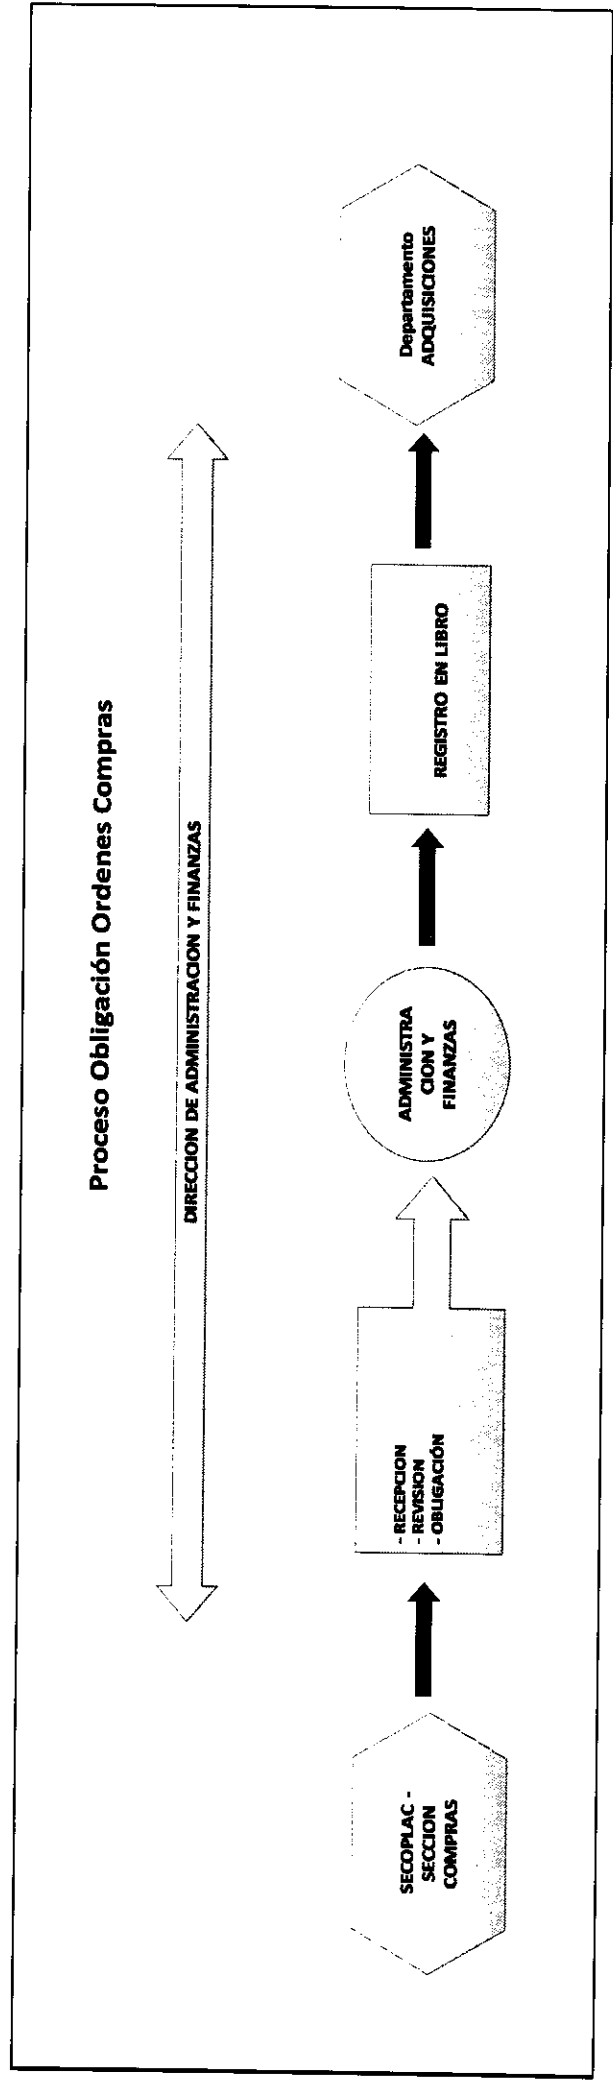 Proceso Obligación Ordenes Compras
DIRECCION DE ADMINISTRACION Y FINANZAS
SECOPLAC -
SECCION
COMPRAS
- RECEPCION
- REVISION
- OBLIGACIÓN
ADMINISTRA
CION Y
FINANZAS
REGISTRO EN LIBRO
Departamento
ADQUISICIONES